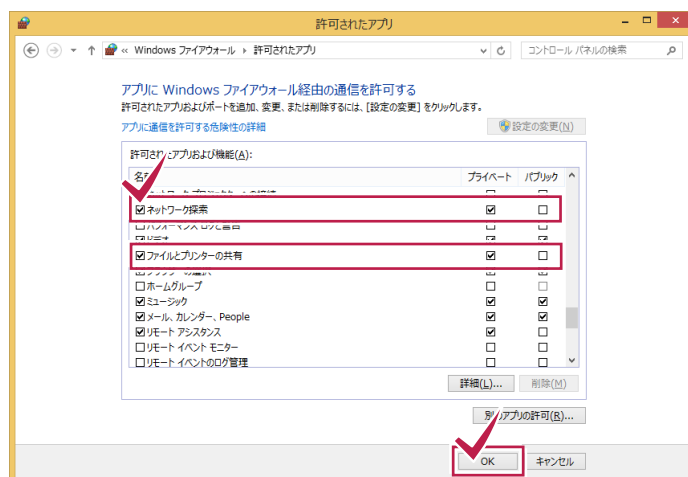 許可されたアプリ
« Windows ファイアウォール ▸ 許可されたアプリ
コントロール パネルの検索
アプリに Windows ファイアウォール経由の通信を許可する
許可されたアプリおよびポートを追加、変更、または削除するには、[設定の変更] をクリックします。
アプリに通信を許可する危険性の詳細
設定の変更(N)
許可されたアプリおよび機能(A):
プライベート パブリック
ネットワーク探索
ビデオ
ファイルとプリンターの共有
ホームグループ
ミュージック
メール、カレンダー、People
リモート アシスタンス
リモート イベント モニター
リモート イベントのログ管理
詳細(L)... 削除(M)
別のアプリの許可(R)...
OK キャンセル